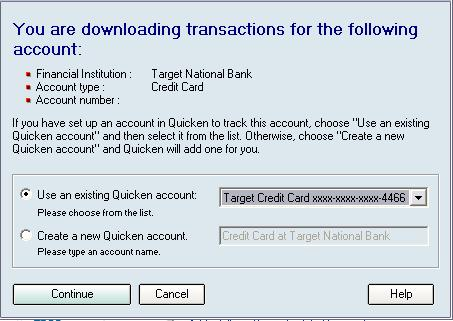 You are downloading transactions for the following
account:
Financial Institution : Target National Bank
Account type : Credit Card
Account number :
If you have set up an account in Quicken to track this account, choose "Use an existing
Quicken account" and then select it from the list. Otherwise, choose "Create a new
Quicken account" and Quicken will add one for you.
Use an existing Quicken account: Target Credit Card xxxx-xxxx-xxxx-4466
Please choose from the list.
Create a new Quicken account. Credit Card at Target National Bank
Please type an account name.
Continue Cancel Help